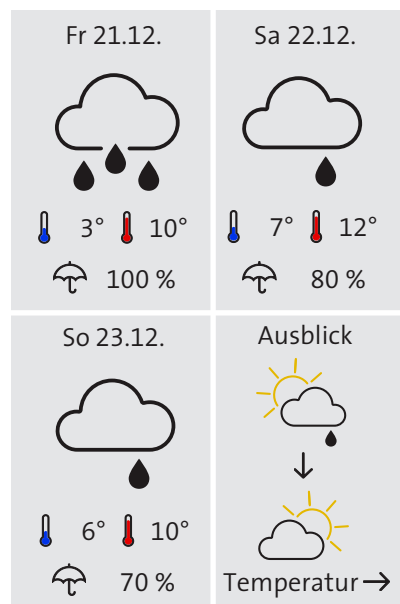 Fr 21.12.
3° 10°
100 %
Sa 22.12.
7° 12°
80 %
So 23.12.
6° 10°
70 %
Ausblick
Temperatur →